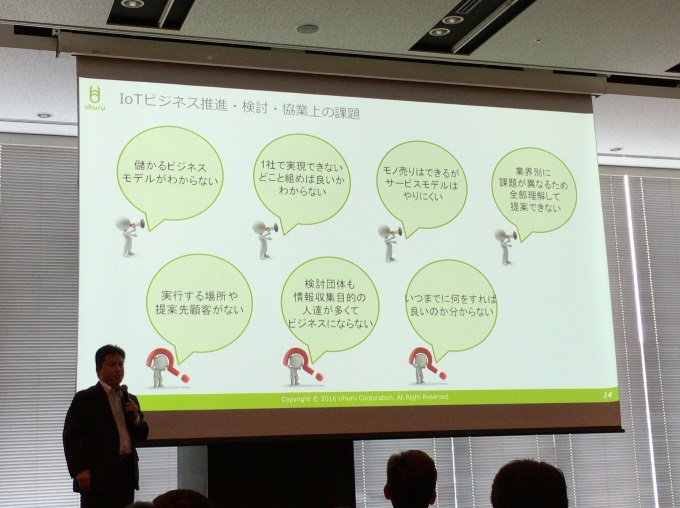 uhuru
IoTビジネス推進・検討・協業上の課題
儲かるビジネス
モデルがわからない
1社で実現できない
どこと組めば良いか
わからない
モノ売りはできるが
サービスモデルは
やりにくい
業界別に
課題が異なるため
全部理解して
提案できない
実行する場所や
提案先顧客がない
検討団体も
情報収集目的の
人達が多くて
ビジネスにならない
いつまでに何をすれば
良いのか分からない
Copyright © 2016 Uhuru Corporation, All Right Reserved.
14